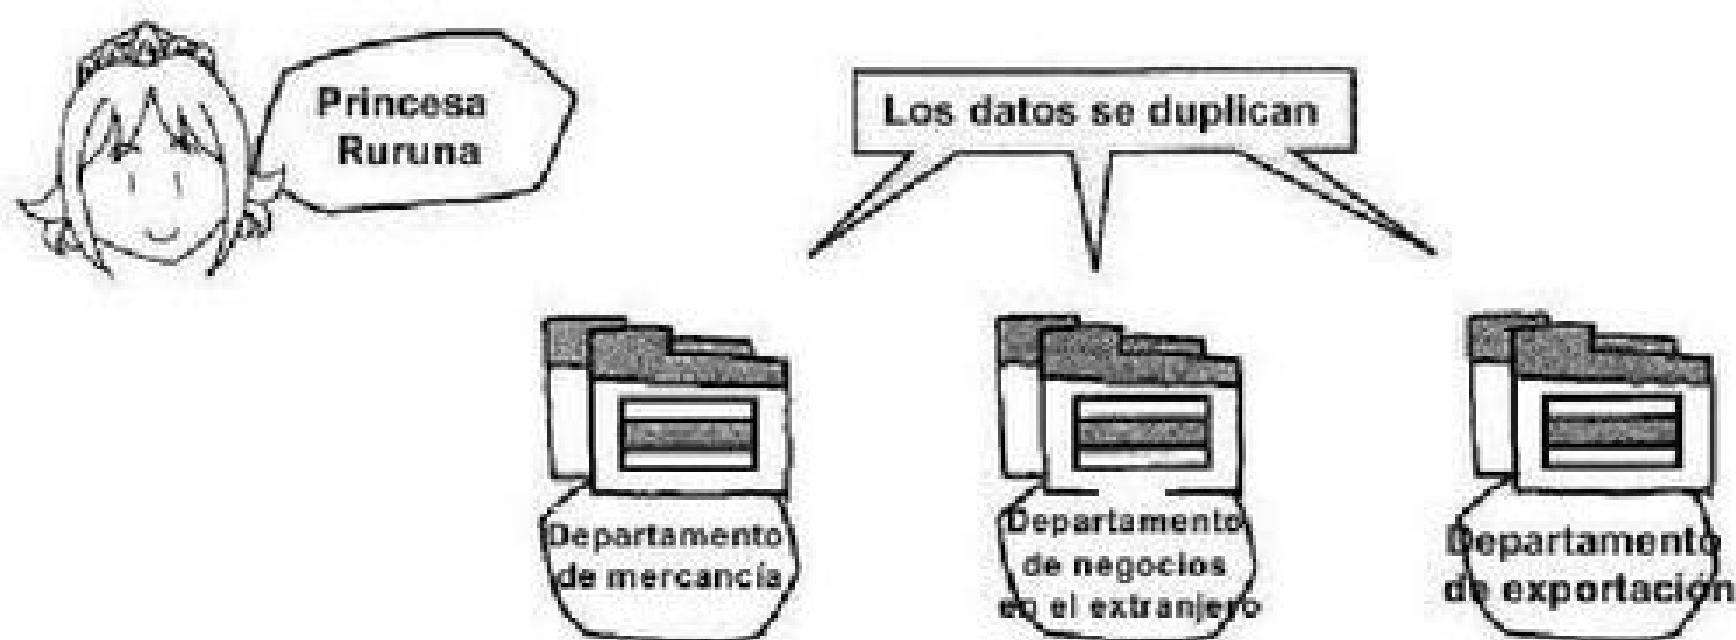 Princesa
Ruruna
Los datos se duplican
Departamento
de mercancía
Departamento
de negocios
en el extranjero
Departamento
de exportación